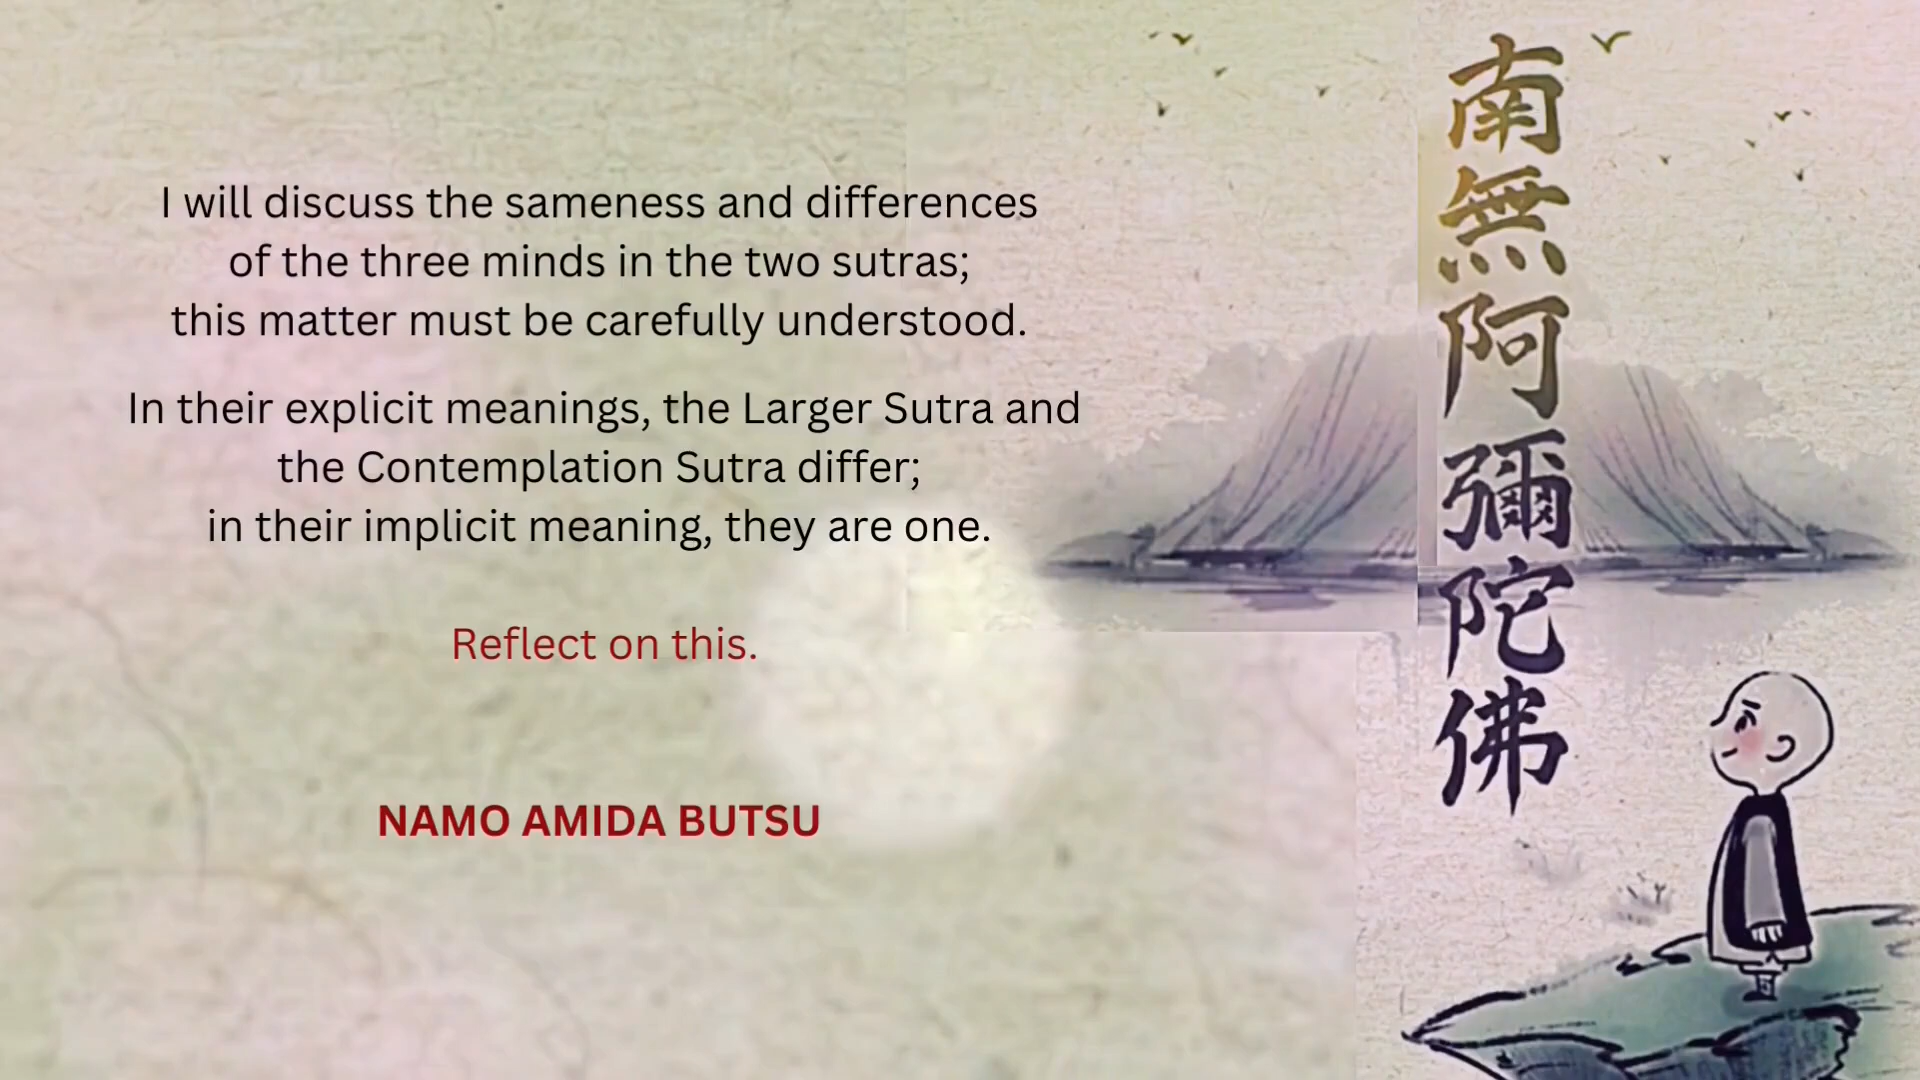 I will discuss the sameness and differences
of the three minds in the two sutras;
this matter must be carefully understood.
In their explicit meanings, the Larger Sutra and
the Contemplation Sutra differ;
in their implicit meaning, they are one.
Reflect on this.
NAMO AMIDA BUTSU
南無阿彌陀佛